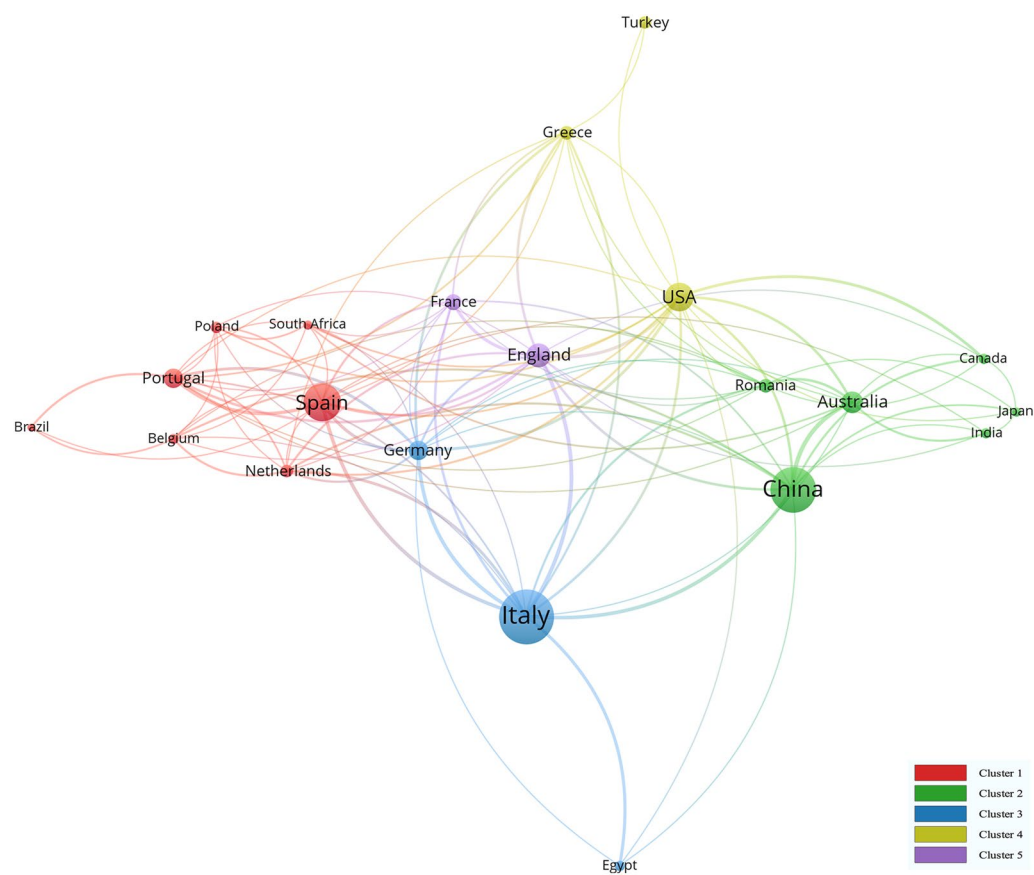 Turkey
Greece
USA
France
Poland
South Africa
England
Canada
Portugal
Romania
Spain
Australia
Japan
Brazil
Belgium
India
Germany
Netherlands
China
Italy
Egypt
Cluster 1
Cluster 2
Cluster 3
Cluster 4
Cluster 5